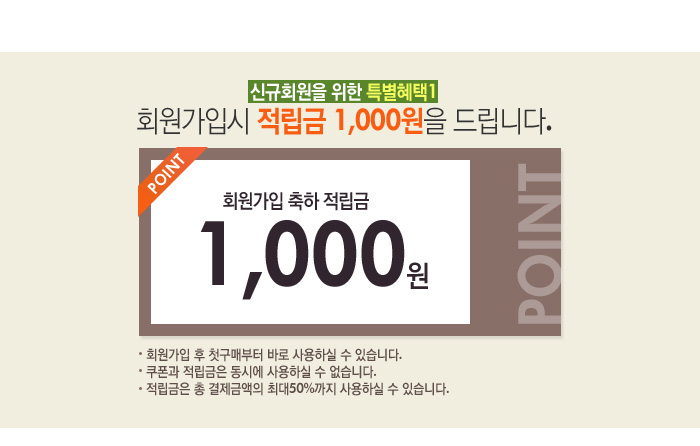 신규회원을 위한 특별혜택1
회원가입시 적립금 1,000원을 드립니다.
POINT
회원가입 축하 적립금
1,000원
POINT
• 회원가입 후 첫구매부터 바로 사용하실 수 있습니다.
• 쿠폰과 적립금은 동시에 사용하실 수 없습니다.
• 적립금은 총 결제금액의 최대50%까지 사용하실 수 있습니다.